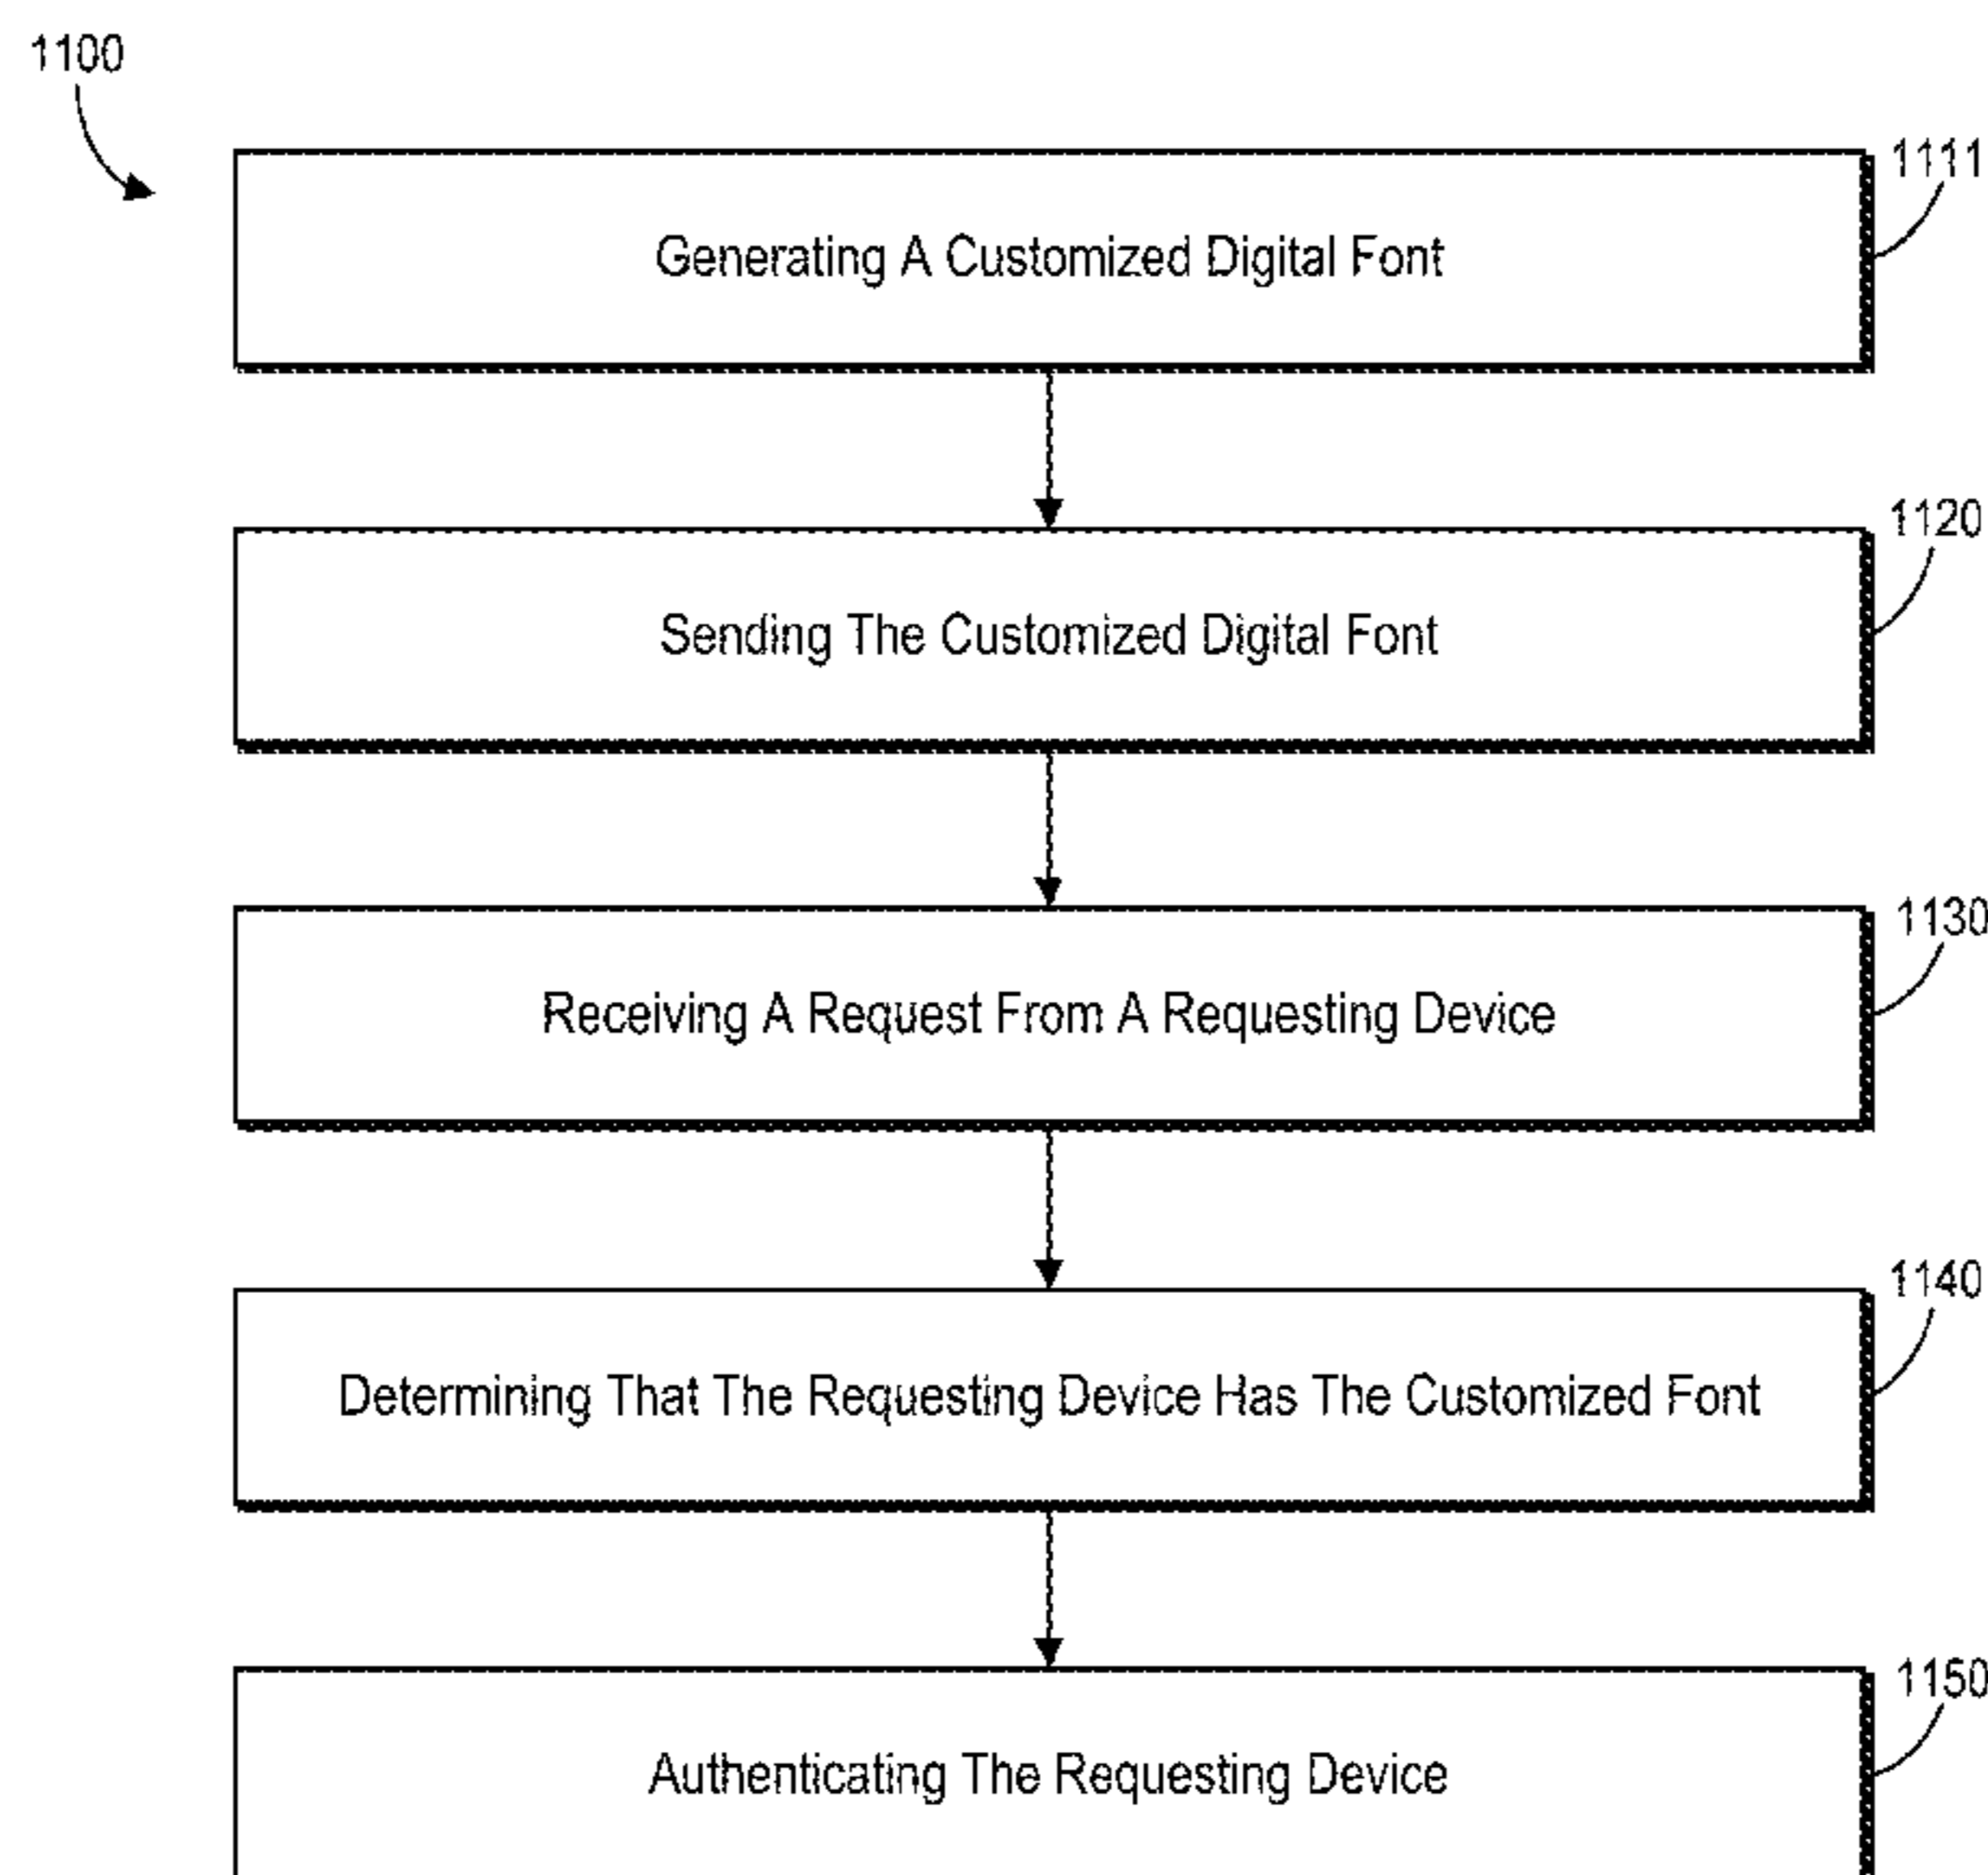 1100
1111
Generating A Customized Digital Font
1120
Sending The Customized Digital Font
1130
Receiving A Request From A Requesting Device
1140
Determining That The Requesting Device Has The Customized Font
1150
Authenticating The Requesting Device